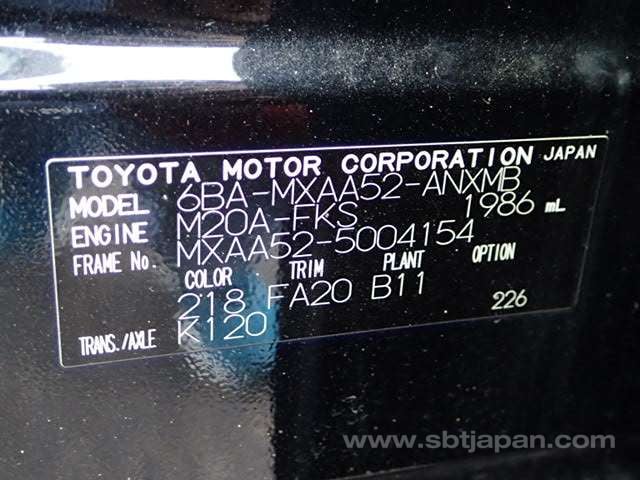 TOYOTA MOTOR CORPORATION JAPAN
MODEL 6BA-MXAA52-ANXMB
ENGINE M20A-FKS 1986 mL
FRAME No. MXAA52-5004154
COLOR TRIM PLANT OPTION
218 FA20 B11 226
TRANS./AXLE K120
www.sbtjapan.com